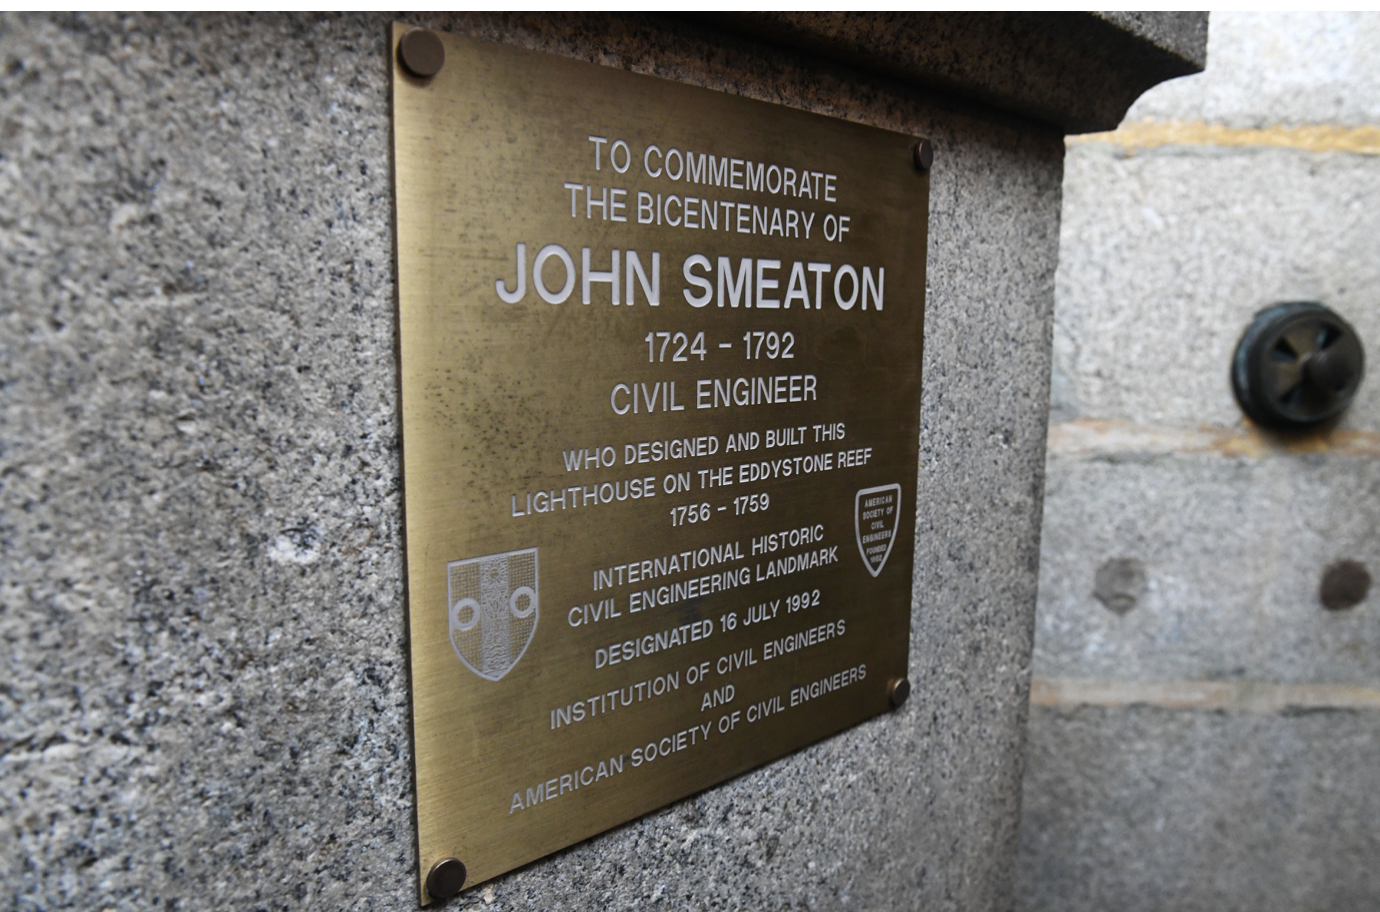 TO COMMEMORATE
THE BICENTENARY OF
JOHN SMEATON
1724 - 1792
CIVIL ENGINEER
WHO DESIGNED AND BUILT THIS
LIGHTHOUSE ON THE EDDYSTONE REEF
1756 - 1759
INTERNATIONAL HISTORIC
CIVIL ENGINEERING LANDMARK
DESIGNATED 16 JULY 1992
INSTITUTION OF CIVIL ENGINEERS
AND
AMERICAN SOCIETY OF CIVIL ENGINEERS
AMERICAN
SOCIETY OF
CIVIL
ENGINEERS
FOUNDED
1852